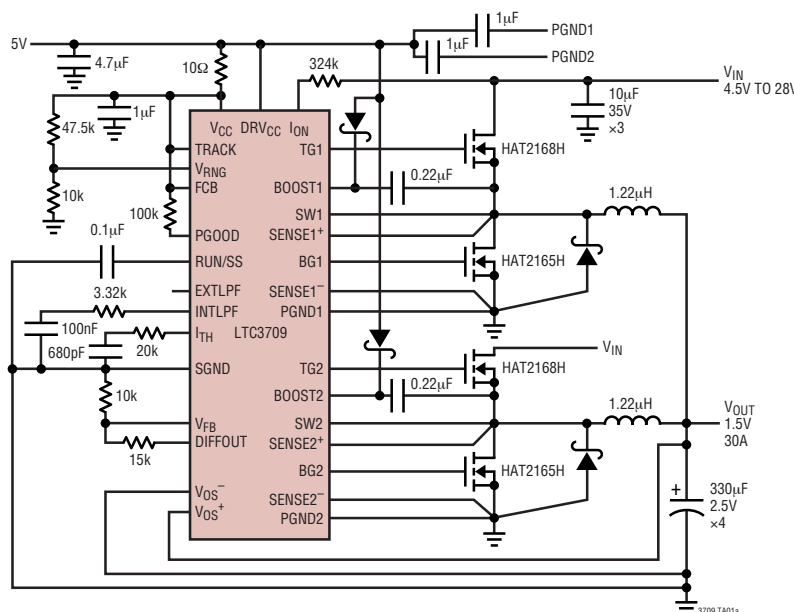 1µF
PGND1
5V
1µF
PGND2
4.7µF
10Ω
324k
VIN
4.5V TO 28V
1µF
10µF
35V
×3
47.5k
VCC DRVCC ION
TRACK
TG1
HAT2168H
VRNG
FCB
BOOST1
0.22µF
10k
100k
1.22µH
SW1
0.1µF
PGOOD
SENSE1+
RUN/SS
BG1
HAT2165H
EXTLPF
SENSE1–
3.32k
INTLPF
PGND1
100nF
ITH
LTC3709
680pF
20k
VIN
SGND
TG2
HAT2168H
10k
BOOST2
0.22µF
1.22µH
VFB
SW2
VOUT
1.5V
30A
DIFFOUT
SENSE2+
15k
BG2
HAT2165H
VOS–
SENSE2–
+
330µF
2.5V
×4
VOS+
PGND2
3709 TA01a